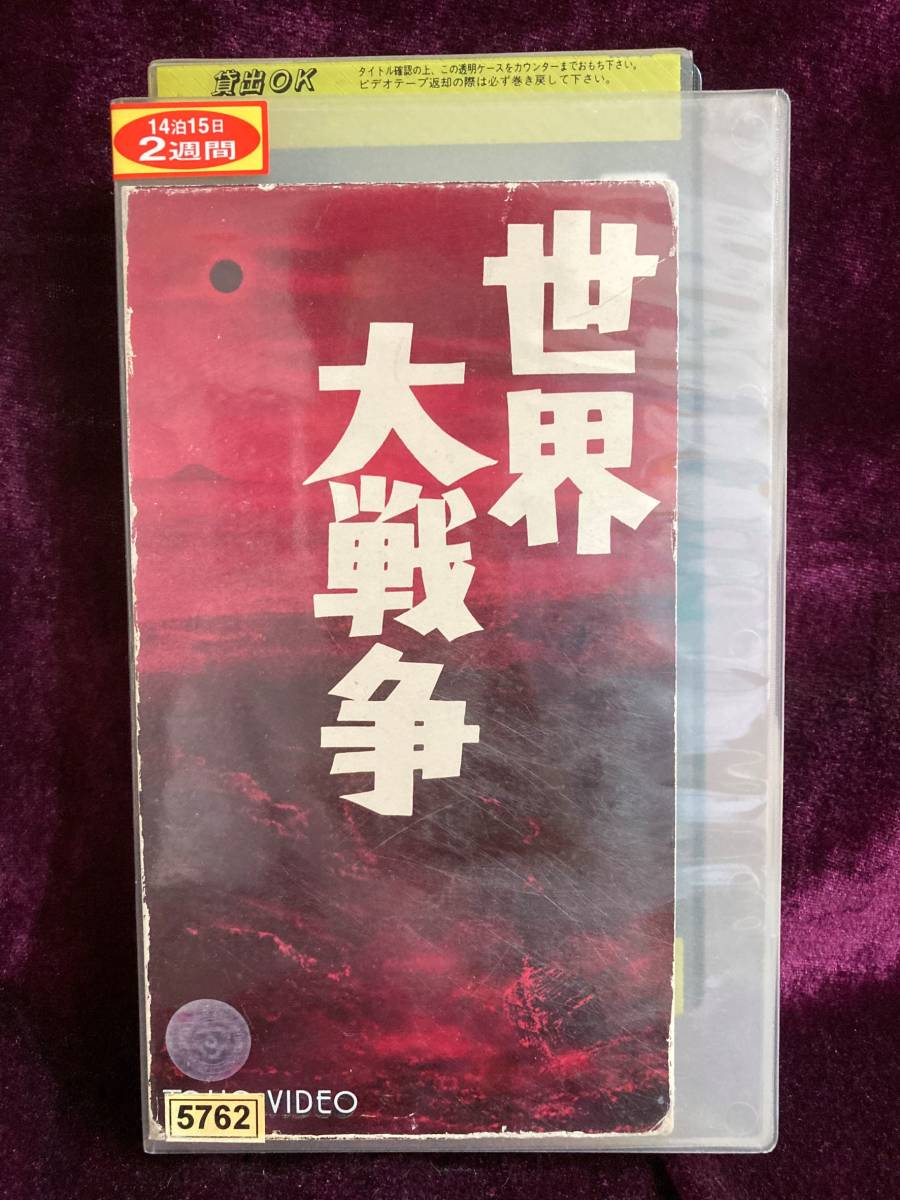 貸出OK
タイトル確認の上、この透明ケースをカウンターまでおもち下さい。
ビデオテープ返却の際は必ず巻き戻して下さい。
14泊15日
2週間
世界
大戦争
TOHO VIDEO
5762